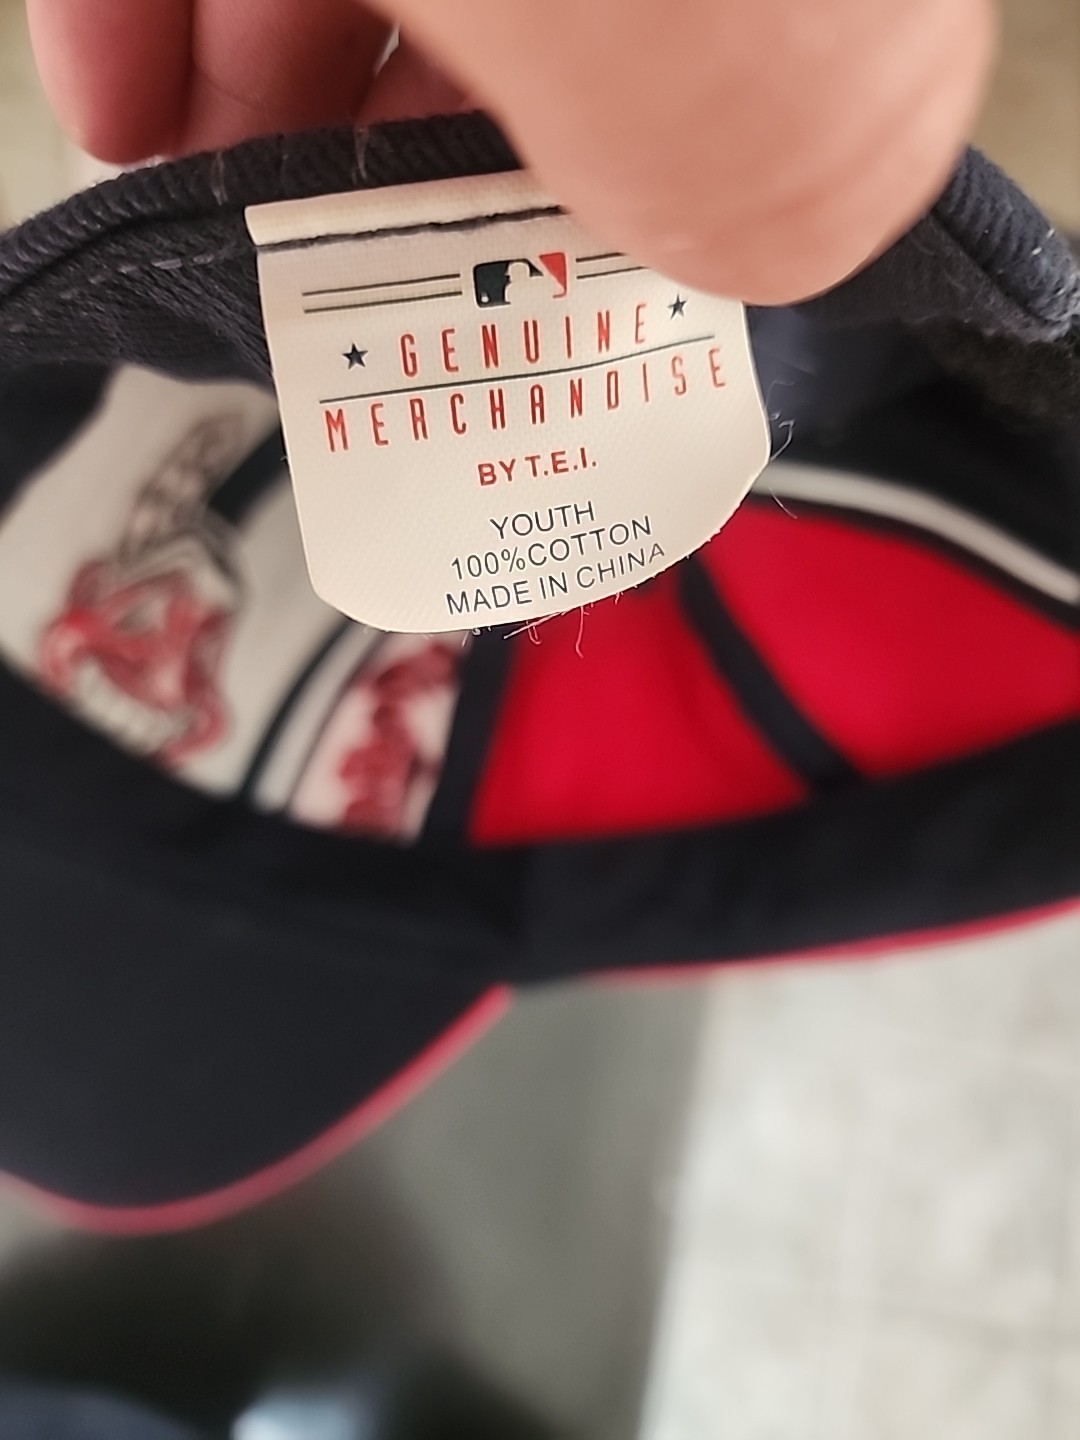 GENUINE
MERCHANDISE
BY T.E.I.
YOUTH
100%COTTON
MADE IN CHINA